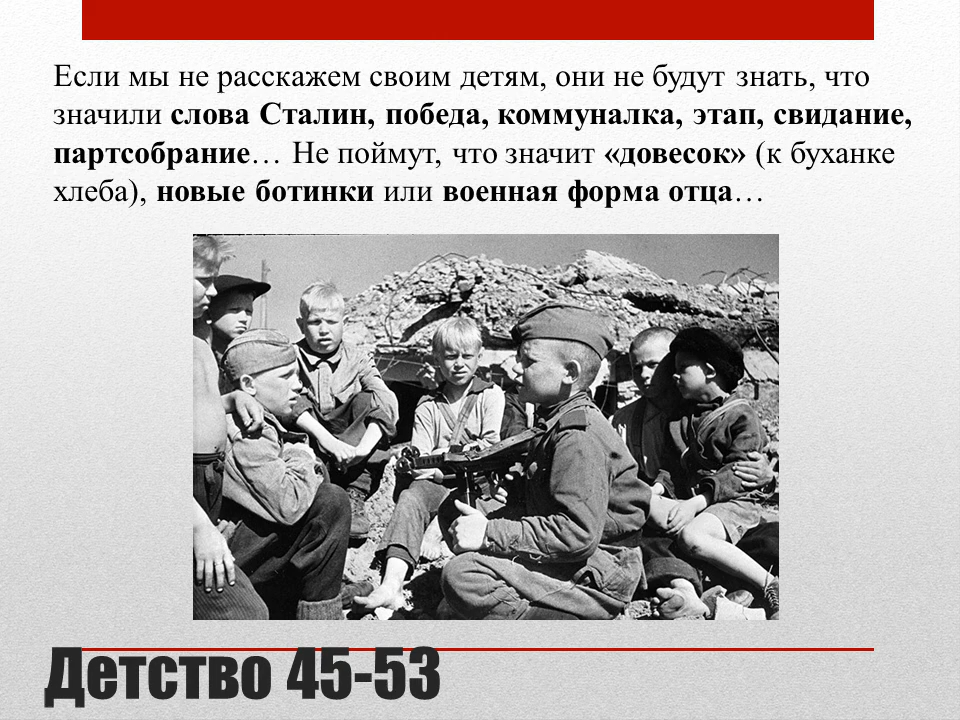 Если мы не расскажем своим детям, они не будут знать, что
значили слова Сталин, победа, коммуналка, этап, свидание,
партсобрание… Не поймут, что значит «довесок» (к буханке
хлеба), новые ботинки или военная форма отца…
Детство 45-53